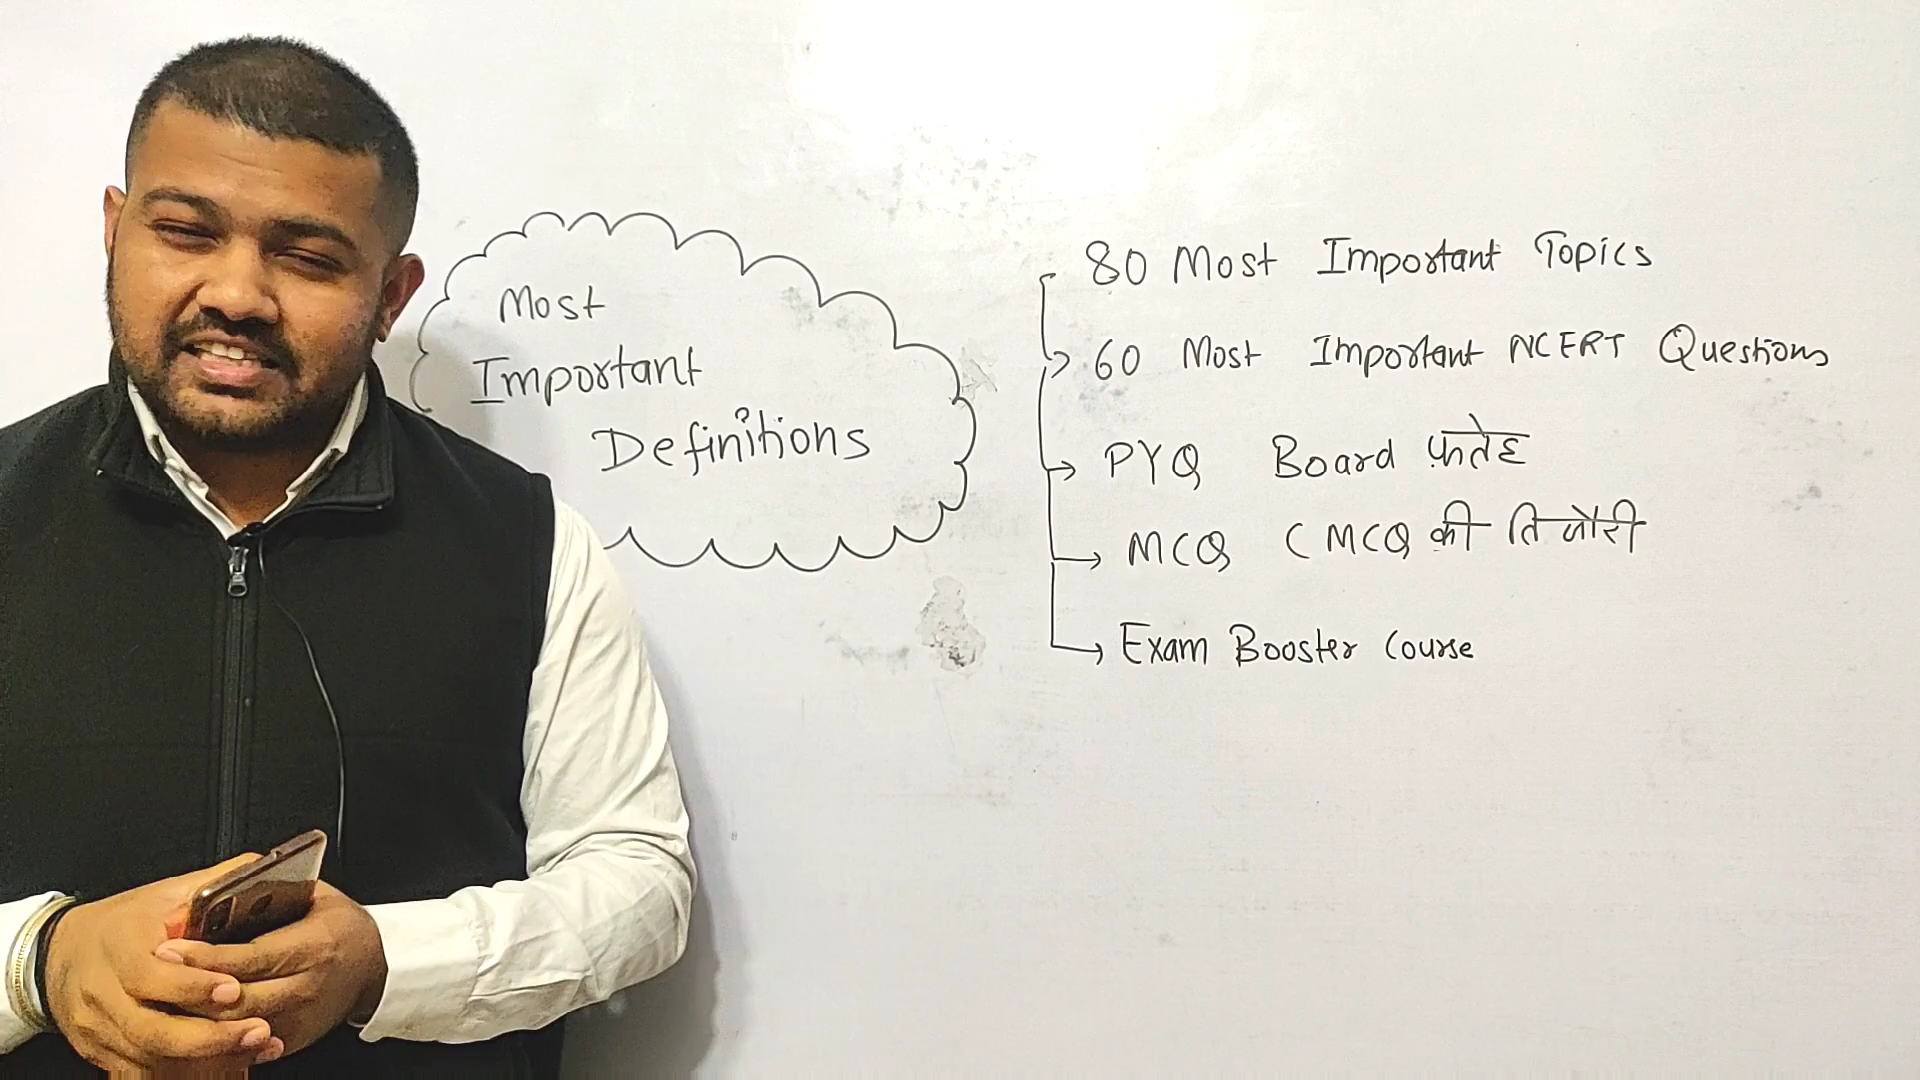 Most
Important
Definitions
80 Most Important Topics
60 Most Important NCERT Questions
PYQ Board फ़तेह
MCQ ( MCQ की तिजोरी
Exam Booster Course